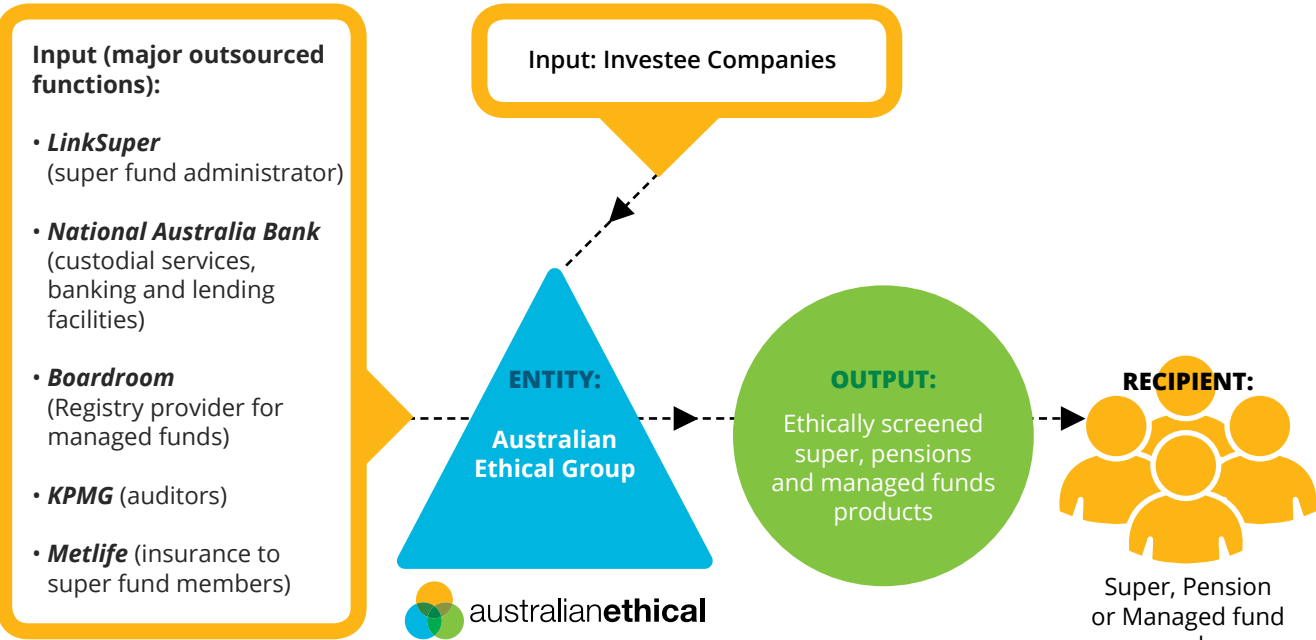 Input (major outsourced
functions):
• LinkSuper
(super fund administrator)
• National Australia Bank
(custodial services,
banking and lending
facilities)
• Boardroom
(Registry provider for
managed funds)
• KPMG (auditors)
• Metlife (insurance to
super fund members)
Input: Investee Companies
ENTITY:
Australian
Ethical Group
australianethical
OUTPUT:
Ethically screened
super, pensions
and managed funds
products
RECIPIENT:
Super, Pension
or Managed fund